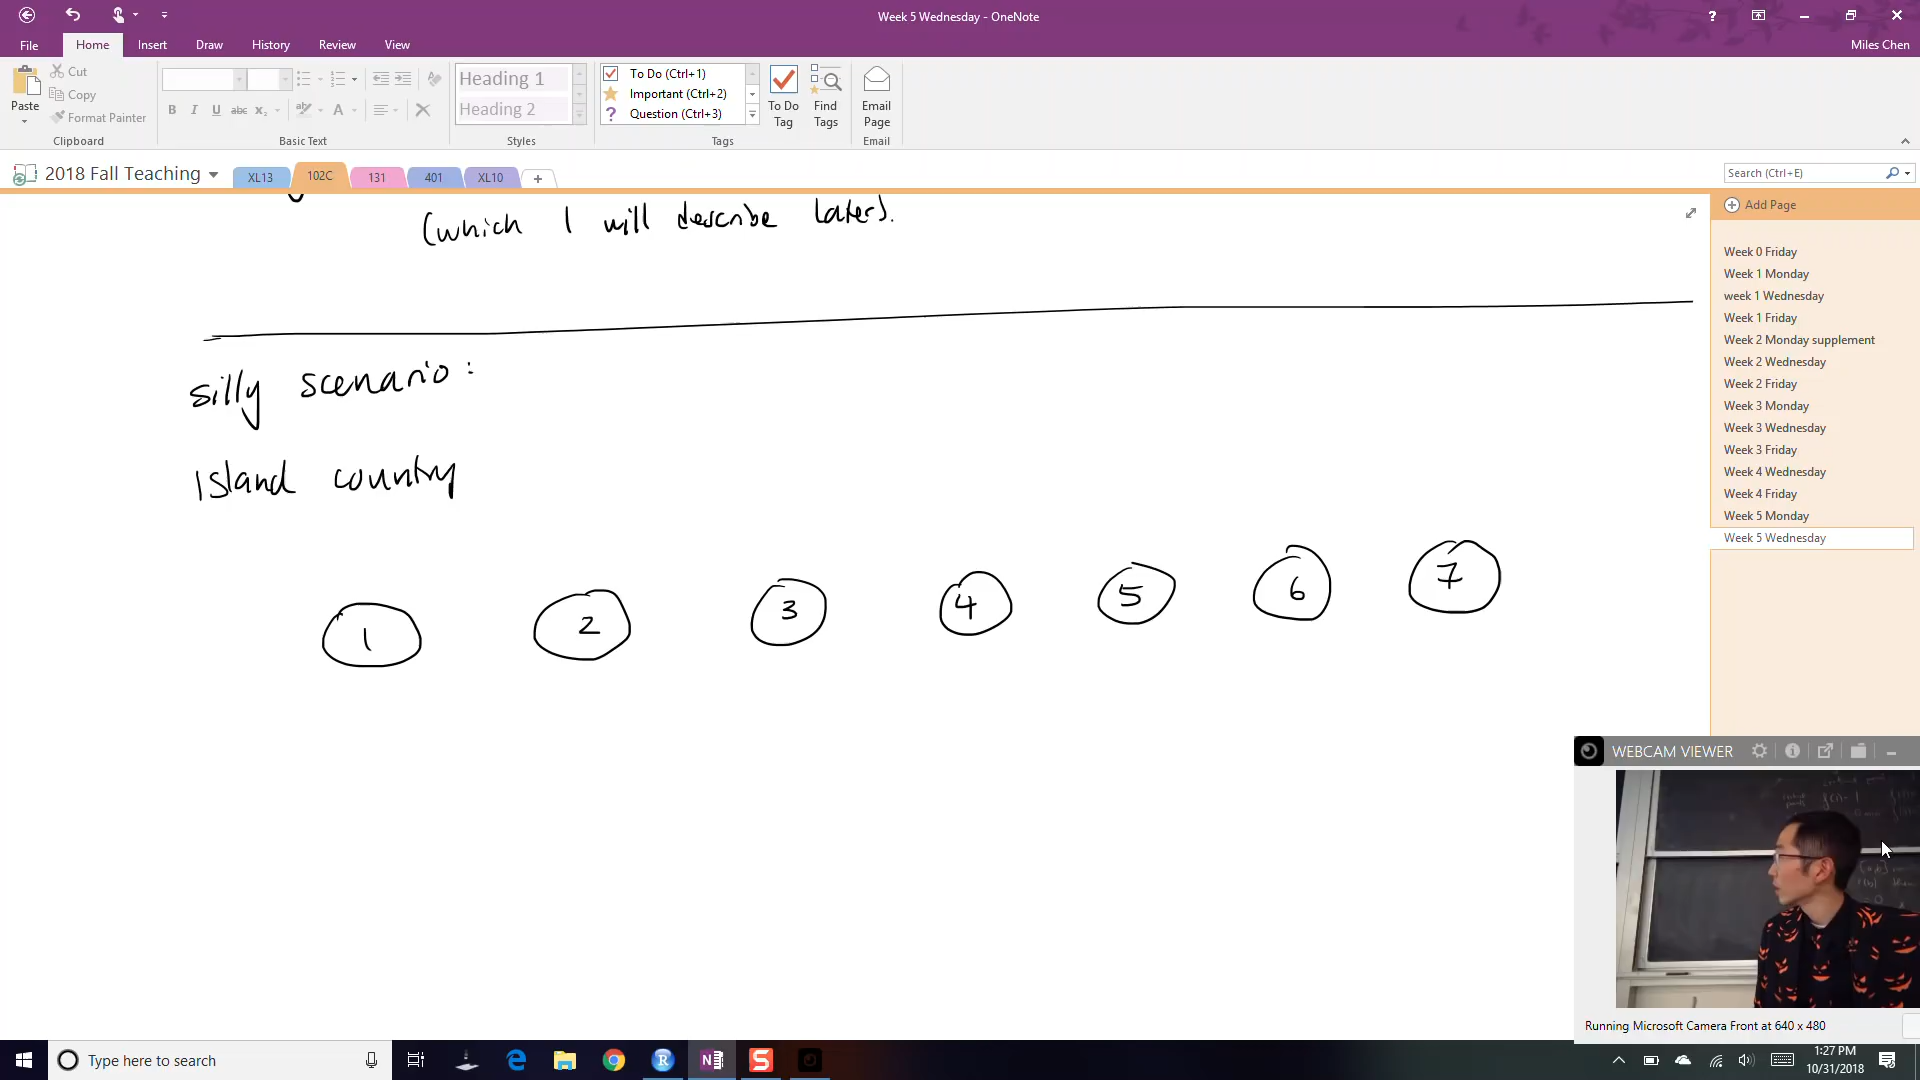 Week 5 Wednesday - OneNote
?
File Home Insert Draw History Review View
Miles Chen
Paste
Cut
Copy
Format Painter
Clipboard
B I U abc x₂ A
Basic Text
Heading 1
Heading 2
Styles
To Do (Ctrl+1)
Important (Ctrl+2)
? Question (Ctrl+3)
Tags
To Do
Tag
Find
Tags
Email
Page
Email
2018 Fall Teaching XL13 102C 131 401 XL10 +
Search (Ctrl+E)
Add Page
Week 0 Friday
Week 1 Monday
week 1 Wednesday
Week 1 Friday
Week 2 Monday supplement
Week 2 Wednesday
Week 2 Friday
Week 3 Monday
Week 3 Wednesday
Week 3 Friday
Week 4 Wednesday
Week 4 Friday
Week 5 Monday
Week 5 Wednesday
(which I will describe later).
silly scenario:
Island country
1 2 3 4 5 6 7
WEBCAM VIEWER
Running Microsoft Camera Front at 640 x 480
Type here to search
1:27 PM
10/31/2018